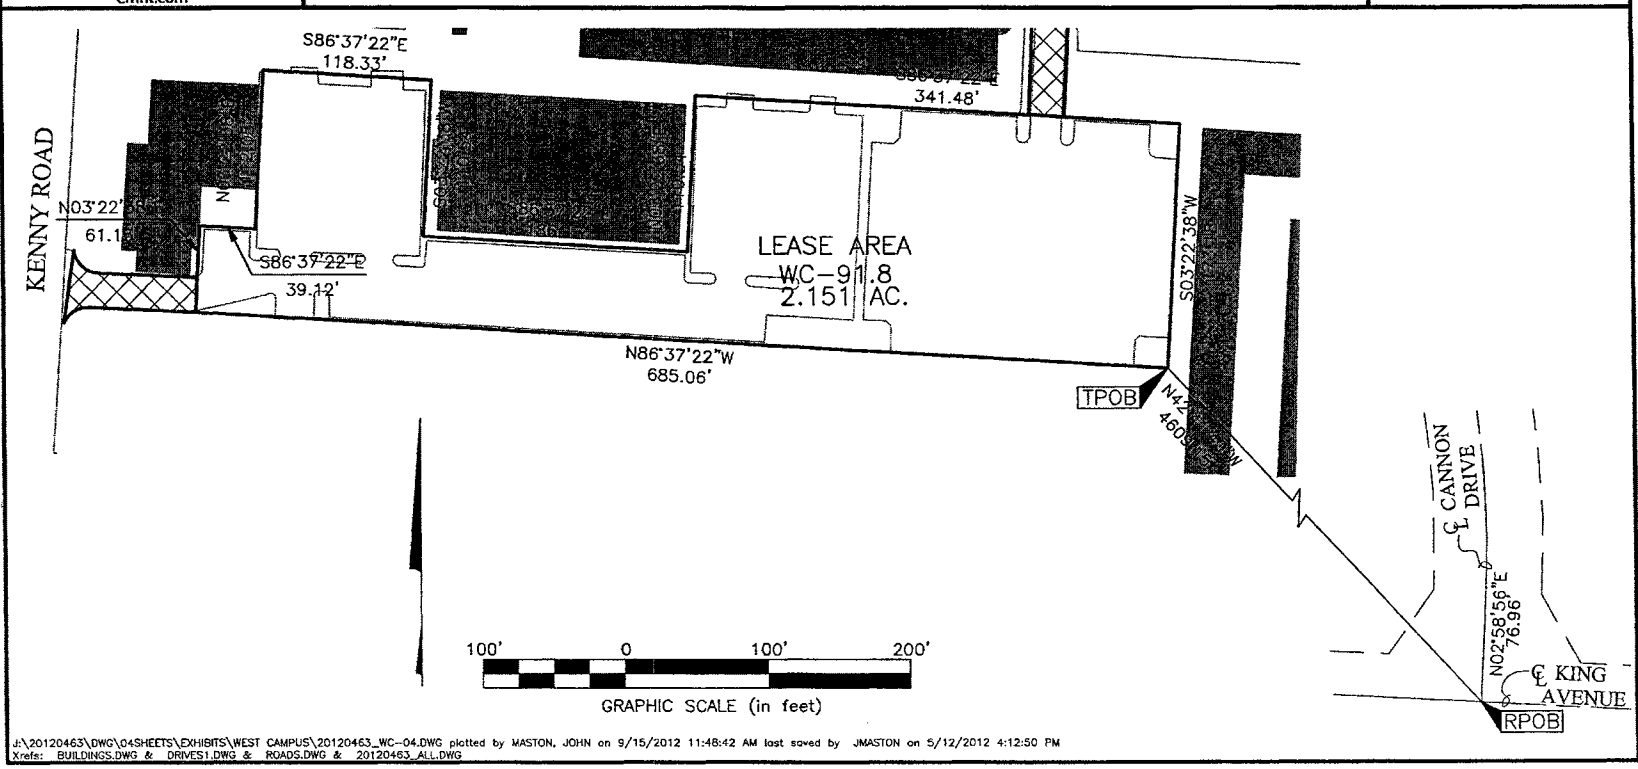 S86°37'22"E
118.33'
341.48'
KENNY ROAD
N03°22'
61.1
S86°37'22"E
39.12'
LEASE AREA
WC-91.8
2.151 AC.
S03°22'38"W
N86°37'22"W
685.06'
TPOB
N42°
4609
CANNON
DRIVE
N02°58'56"E
76.96'
℄ KING
AVENUE
RPOB
100' 0 100' 200'
GRAPHIC SCALE (in feet)
J:\20120463\DWG\04SHEETS\EXHIBITS\WEST CAMPUS\20120463_WC-04.DWG plotted by MASTON, JOHN on 9/15/2012 11:48:42 AM last saved by JMASTON on 5/12/2012 4:12:50 PM
Xrefs: BUILDINGS.DWG & DRIVES1.DWG & ROADS.DWG & 20120463_ALL.DWG